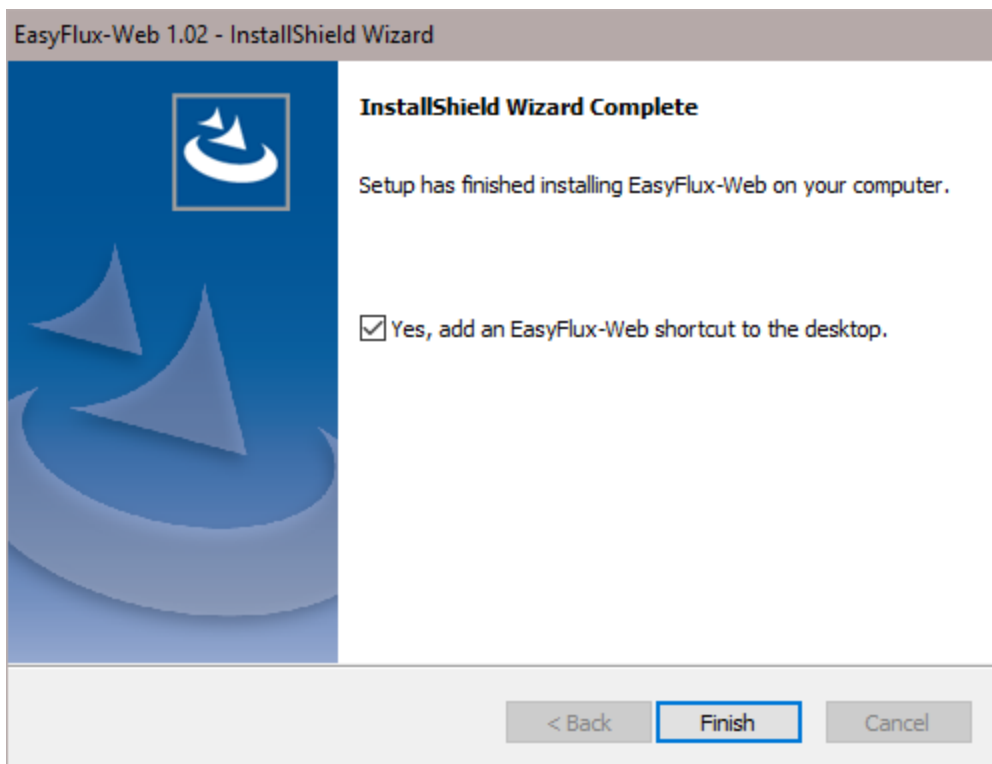 EasyFlux-Web 1.02 - InstallShield Wizard
InstallShield Wizard Complete
Setup has finished installing EasyFlux-Web on your computer.
Yes, add an EasyFlux-Web shortcut to the desktop.
< Back
Finish
Cancel